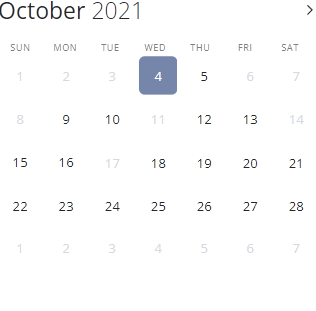 October 2021 >
SUN MON TUE WED THU FRI SAT
1 2 3 4 5 6 7
8 9 10 11 12 13 14
15 16 17 18 19 20 21
22 23 24 25 26 27 28
1 2 3 4 5 6 7